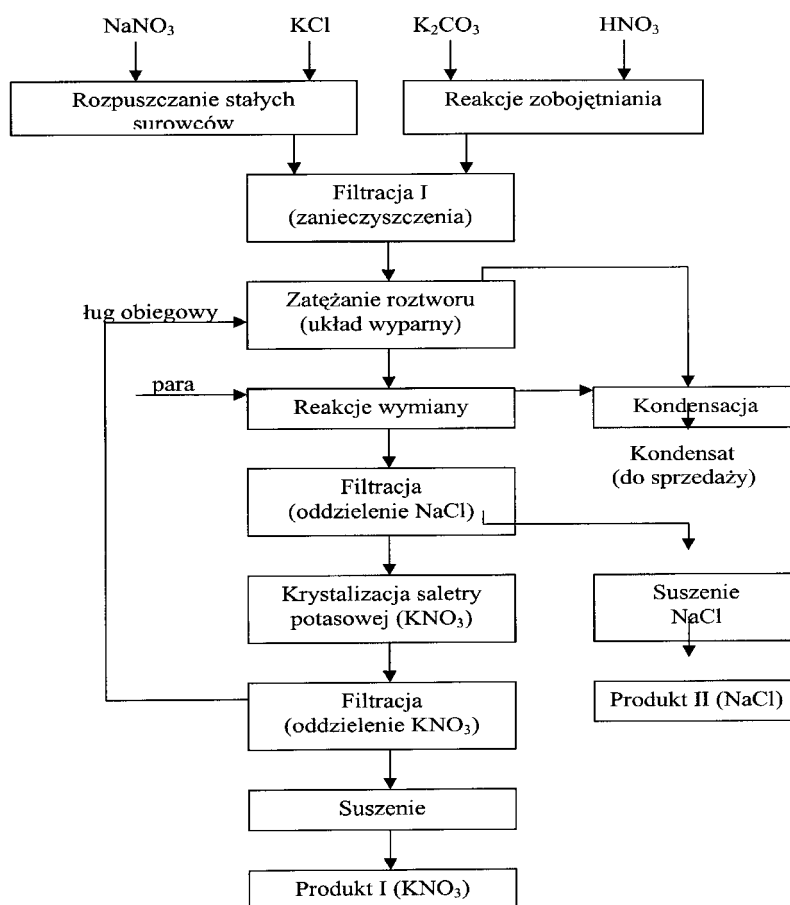 NaNO₃ KCl K₂CO₃ HNO₃
Rozpuszczanie stałych
surowców
Reakcje zobojętniania
Filtracja I
(zanieczyszczenia)
ług obiegowy
Zatężanie roztworu
(układ wyparny)
para
Reakcje wymiany
Kondensacja
Kondensat
(do sprzedaży)
Filtracja
(oddzielenie NaCl)
Krystalizacja saletry
potasowej (KNO₃)
Suszenie
NaCl
Filtracja
(oddzielenie KNO₃)
Produkt II (NaCl)
Suszenie
Produkt I (KNO₃)